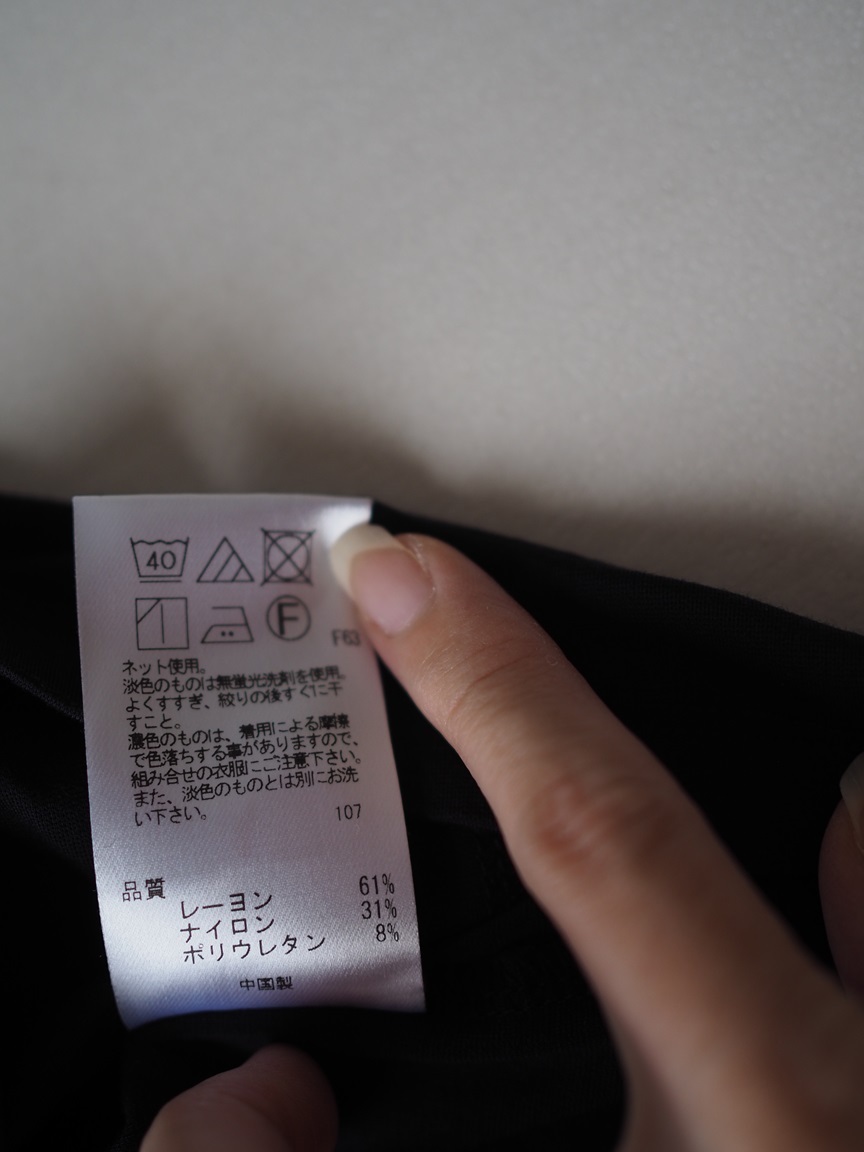 40
F
F63
ネット使用。
淡色のものは無蛍光洗剤を使用。
よくすすぎ、絞りの後すぐに干
すこと。
濃色のものは、着用による摩擦
で色落ちする事がありますので、
組み合せの衣服にご注意下さい。
また、淡色のものとは別にお洗
い下さい。
107
品質
レーヨン 61%
ナイロン 31%
ポリウレタン 8%
中国製